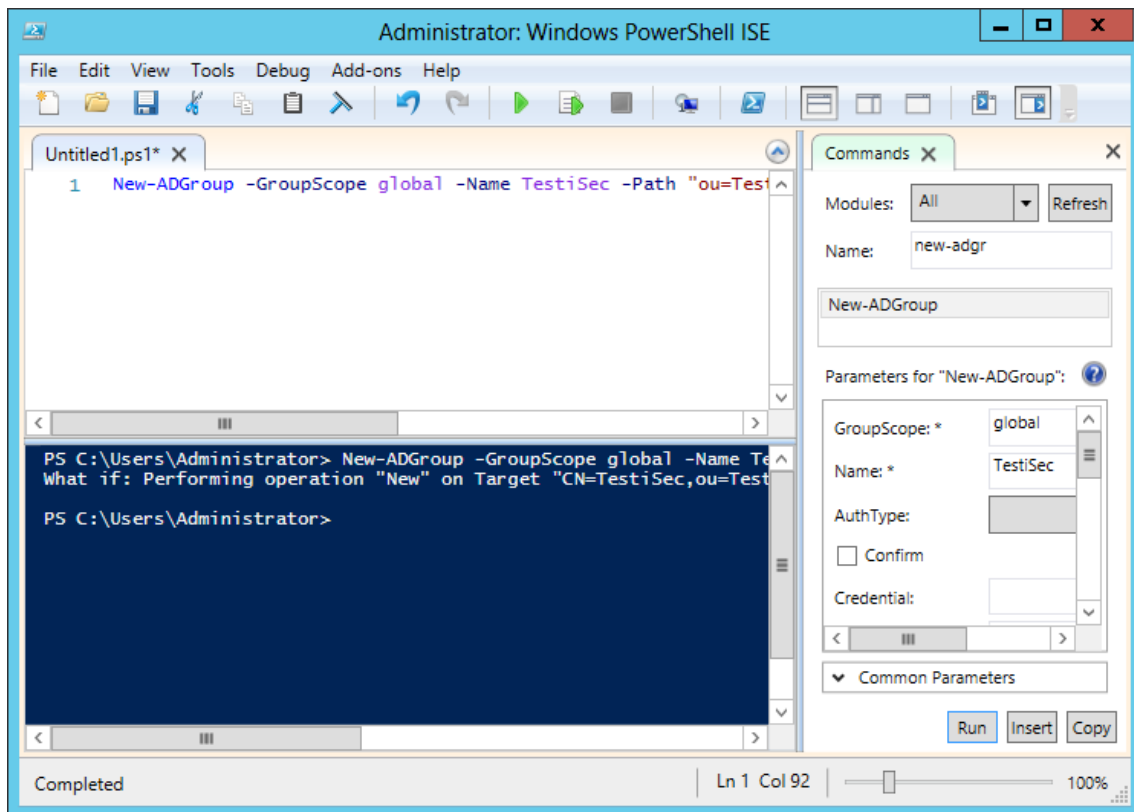 Administrator: Windows PowerShell ISE
File Edit View Tools Debug Add-ons Help
Untitled1.ps1* X
1 New-ADGroup -GroupScope global -Name TestiSec -Path "ou=Test
PS C:\Users\Administrator> New-ADGroup -GroupScope global -Name Te
What if: Performing operation "New" on Target "CN=TestiSec,ou=Test
PS C:\Users\Administrator>
Commands X
Modules: All Refresh
Name: new-adgr
New-ADGroup
Parameters for "New-ADGroup":
GroupScope: * global
Name: * TestiSec
AuthType:
Confirm
Credential:
Common Parameters
Run Insert Copy
Completed Ln 1 Col 92 100%